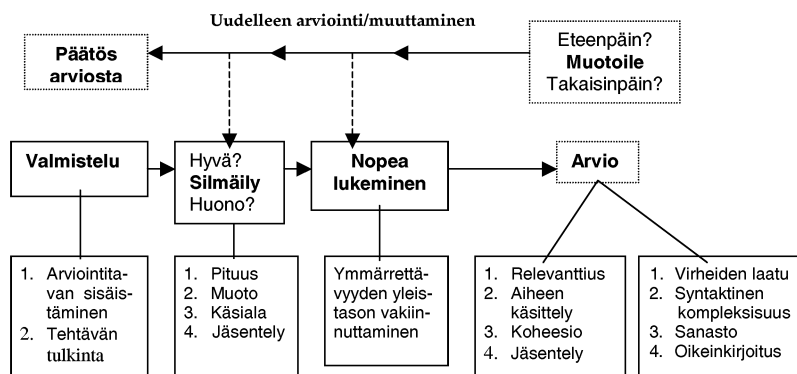 Uudelleen arviointi/muuttaminen
Päätös
arviosta
Eteenpäin?
Muotoile
Takaisinpäin?
Valmistelu
Hyvä?
Silmäily
Huono?
Nopea
lukeminen
Arvio
1. Arviointita-
van sisäis-
täminen
2. Tehtävän
tulkinta
1. Pituus
2. Muoto
3. Käsiala
4. Jäsentely
Ymmärrettä-
vyyden yleis-
tason vakiin-
nuttaminen
1. Relevanttius
2. Aiheen
käsittely
3. Koheesio
4. Jäsentely
1. Virheiden laatu
2. Syntaktinen
kompleksisuus
3. Sanasto
4. Oikeinkirjoitus